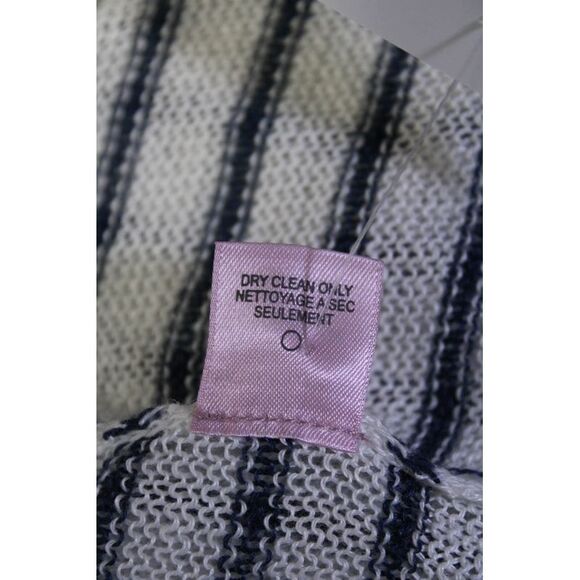 DRY CLEAN ONLY
NETTOYAGE A SEC
SEULEMENT